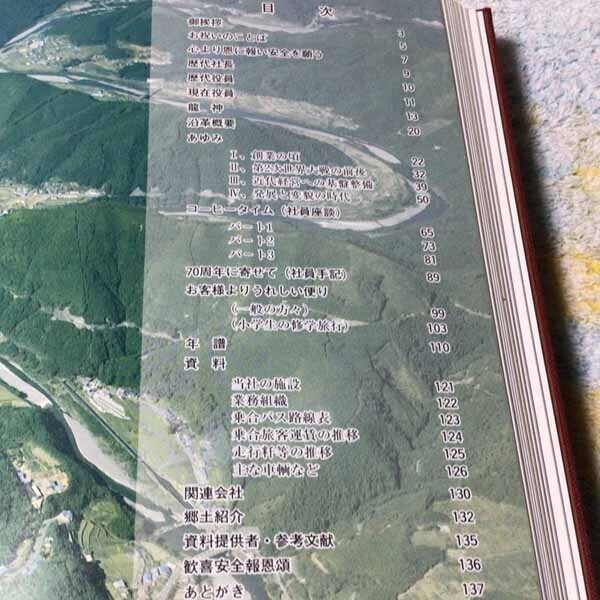 目次
御挨拶 3
お祝いのことば 5
心より恩に報い安全を願う 7
歴代社長 9
歴代役員 10
現在役員 11
龍神 13
沿革概要 20
あゆみ
Ⅰ、創業の頃 22
Ⅱ、第2次世界大戦の前後 32
Ⅲ、近代経営への基盤整備 39
Ⅳ、発展と変貌の時代 50
コーヒータイム（社員座談）
パート1 65
パート2 73
パート3 81
70周年に寄せて（社員手記） 89
お客様よりうれしい便り
（一般の方々） 99
（小学生の修学旅行） 103
年譜 110
資料
当社の施設 121
業務組織 122
乗合バス路線表 123
乗合旅客運賃の推移 124
走行粁等の推移 125
主な車輌など 126
関連会社 130
郷土紹介 132
資料提供者・参考文献 135
歓喜安全報恩頌 136
あとがき 137